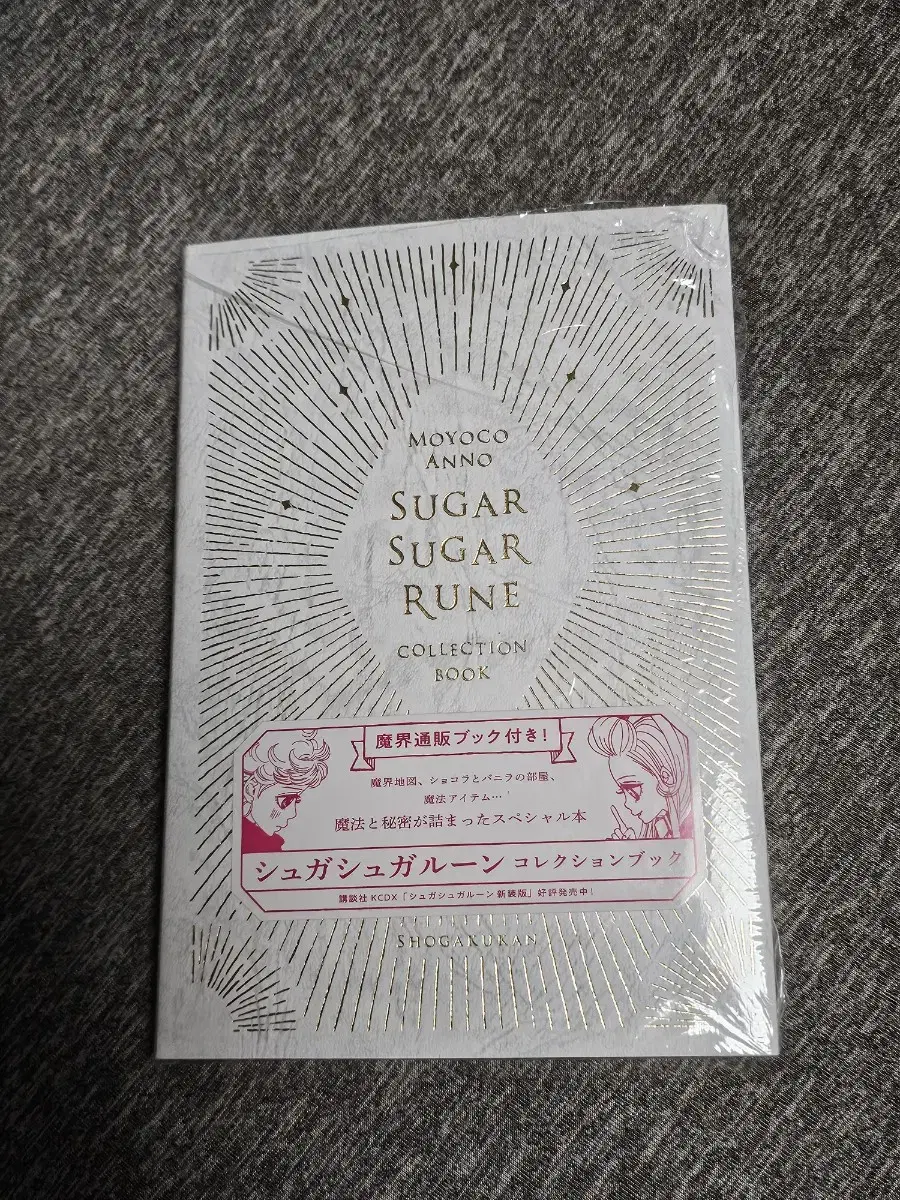 MOYOCO
ANNO
SUGAR
SUGAR
RUNE
COLLECTION
BOOK
魔界通販ブック付き!
魔界地図、ショコラとバニラの部屋、
魔法アイテム…
魔法と秘密が詰まったスペシャル本
シュガシュガルーン コレクションブック
講談社KCDX「シュガシュガルーン新装版」好評発売中!
SHOGAKUKAN